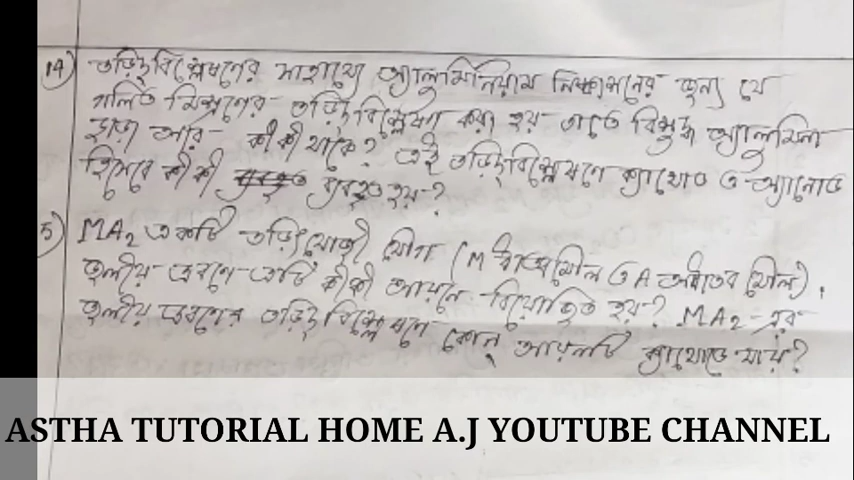 14) তড়িৎবিশ্লেষণের সাহায্যে অ্যালুমিনিয়াম নিষ্কাশনের জন্য যে
গলিত মিশ্রণের তড়িৎবিশ্লেষণ করা হয় তাতে বিশুদ্ধ অ্যালুমিনা
ছাড়া আর কী কী থাকে? এই তড়িৎবিশ্লেষণে ক্যাথোড ও অ্যানোড
হিসেবে কী কী ব্যবহৃত হয়?
5) MA₂ একটি তড়িৎযোজী যৌগ (M ধাতব মৌল ও A অধাতব মৌল),
জলীয় দ্রবণে এটি কী কী আয়নে বিয়োজিত হয়? MA₂-এর
জলীয় দ্রবণের তড়িৎবিশ্লেষণে কোন্ আয়নটি ক্যাথোডে যায়?
ASTHA TUTORIAL HOME A.J YOUTUBE CHANNEL